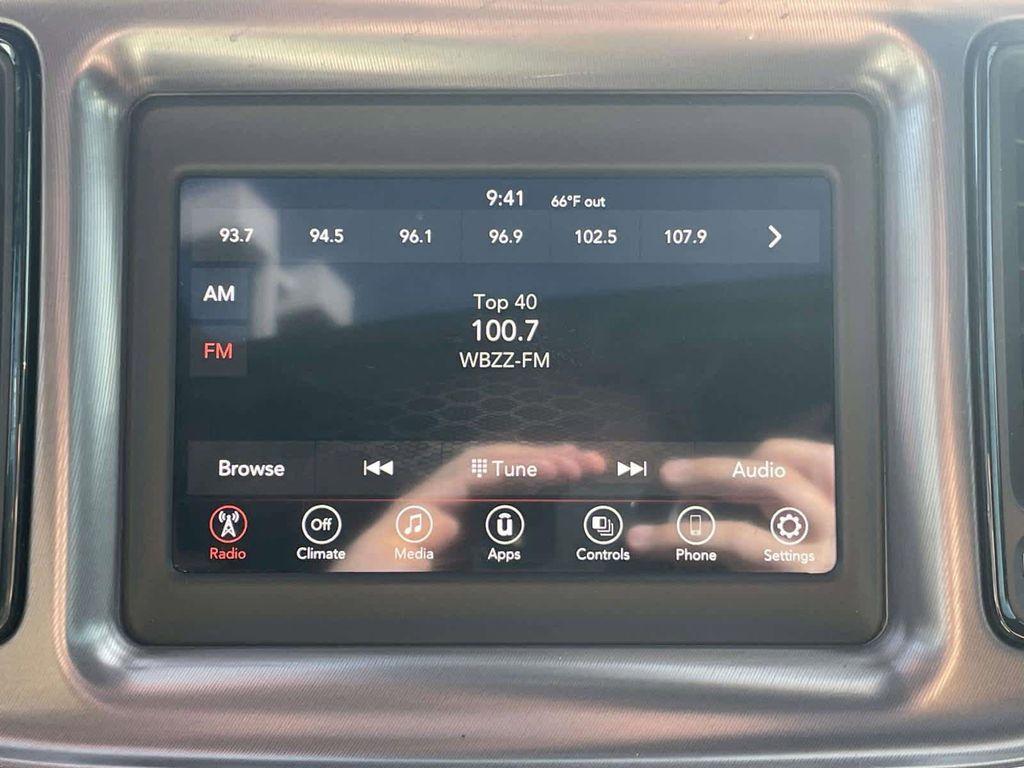 9:41 66°F out
93.7 94.5 96.1 96.9 102.5 107.9
AM
Top 40
100.7
FM
WBZZ-FM
Browse Tune Audio
Off
Radio Climate Media Apps Controls Phone Settings